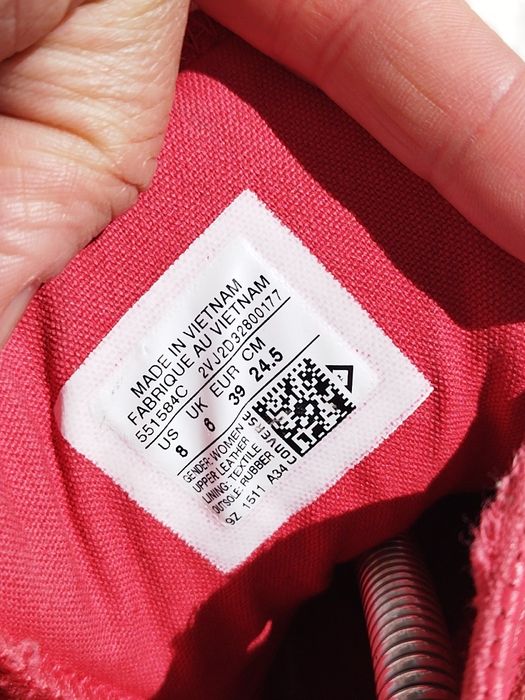 MADE IN VIETNAM
FABRIQUE AU VIETNAM
551584C 2VJ2D32800177
US UK EUR CM
8 6 39 24.5
GENDER: WOMEN
UPPER: LEATHER
LINING: TEXTILE
OUTSOLE: RUBBER
9Z 1511 A34